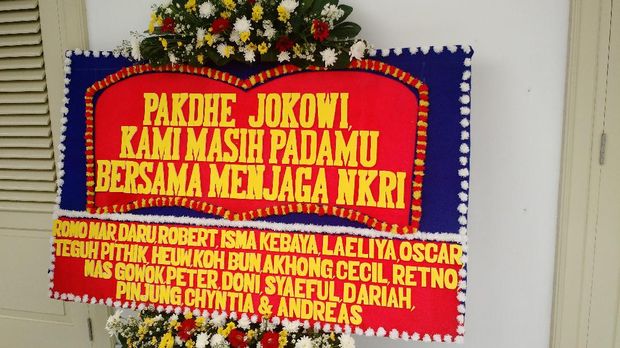 PAKDHE JOKOWI,
KAMI MASIH PADAMU
BERSAMA MENJAGA NKRI
ROMO MAR DARU, ROBERT, ISMA KEBAYA, LAELIYA OSCAR
TEGUH PITHIK, HEUW, KOH BUN, AKHONG, CECIL, RETNO
MAS GOWOK, PETER, DONI, SYAEFUL, DARIAH,
PINJUNG, CHYNTIA & ANDREAS